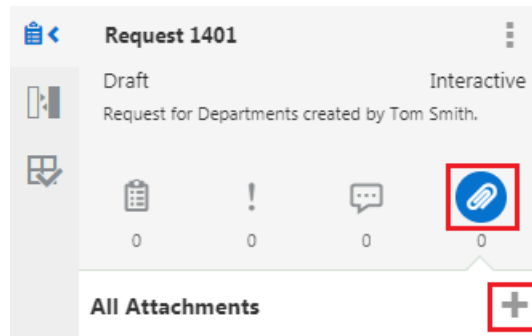 Request 1401
Draft Interactive
Request for Departments created by Tom Smith.
0 0 0 0
All Attachments